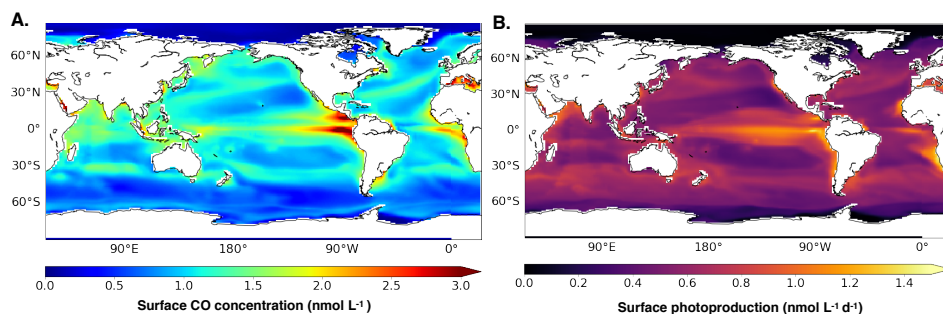 A.
B.
60°N
30°N
0°
30°S
60°S
90°E 180° 90°W 0°
0.0 0.5 1.0 1.5 2.0 2.5 3.0
Surface CO concentration (nmol L-1 )
60°N
30°N
0°
30°S
60°S
90°E 180° 90°W 0°
0.0 0.2 0.4 0.6 0.8 1.0 1.2 1.4
Surface photoproduction (nmol L-1 d-1)